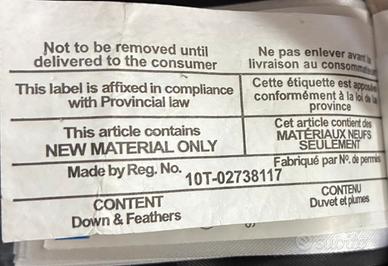 Not to be removed until
delivered to the consumer
Ne pas enlever avant la
livraison au consommateur
This label is affixed in compliance
with Provincial law
Cette étiquette est apposée
conformément à la loi de la
province
This article contains
NEW MATERIAL ONLY
Cet article contient des
MATÉRIAUX NEUFS
SEULEMENT
Made by Reg. No.
10T-02738117
Fabriqué par Nº. de permis
CONTENT
Down & Feathers
CONTENU
Duvet et plumes